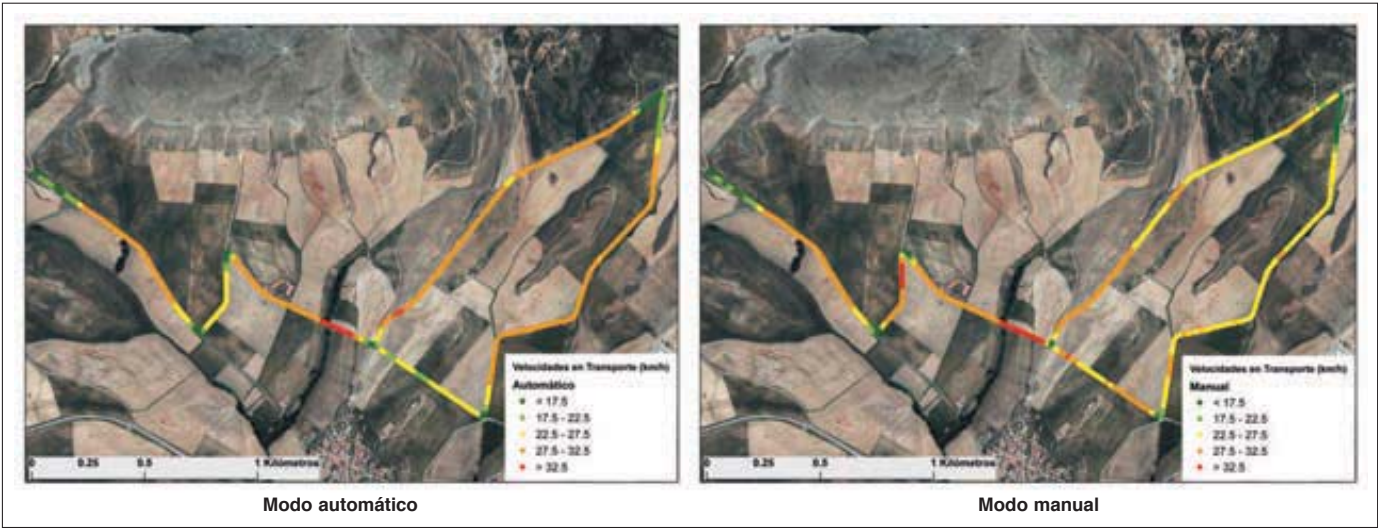 Velocidades en Transporte (km/h)
Automático
< 17.5
17.5 - 22.5
22.5 - 27.5
27.5 - 32.5
> 32.5
0 0.25 0.5 1 Kilómetros
Modo automático
Velocidades en Transporte (km/h)
Manual
< 17.5
17.5 - 22.5
22.5 - 27.5
27.5 - 32.5
> 32.5
0 0.25 0.5 1 Kilómetros
Modo manual